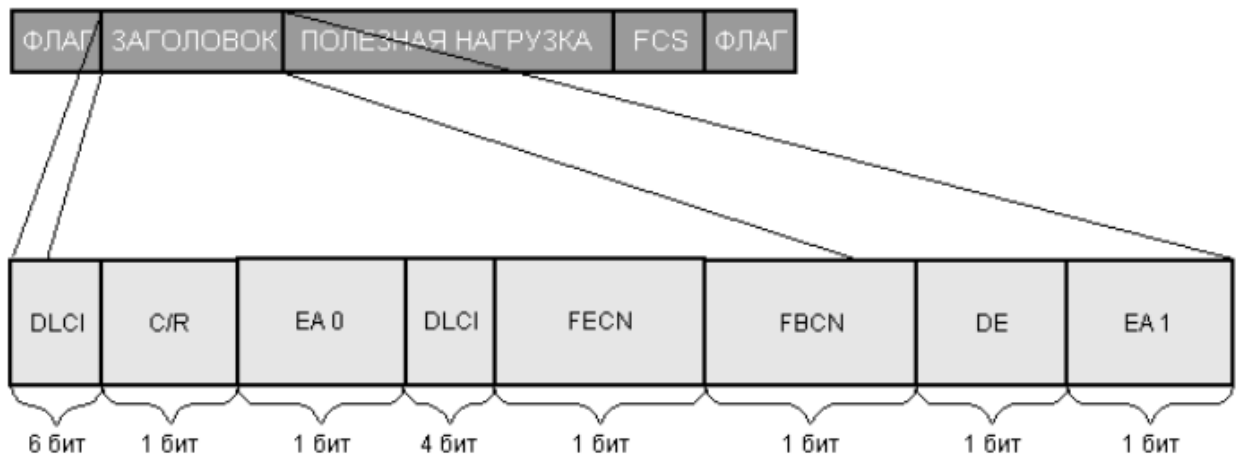 ФЛАГ ЗАГОЛОВОК ПОЛЕЗНАЯ НАГРУЗКА FCS ФЛАГ
DLCI C/R EA 0 DLCI FECN FBCN DE EA 1
6 бит 1 бит 1 бит 4 бит 1 бит 1 бит 1 бит 1 бит